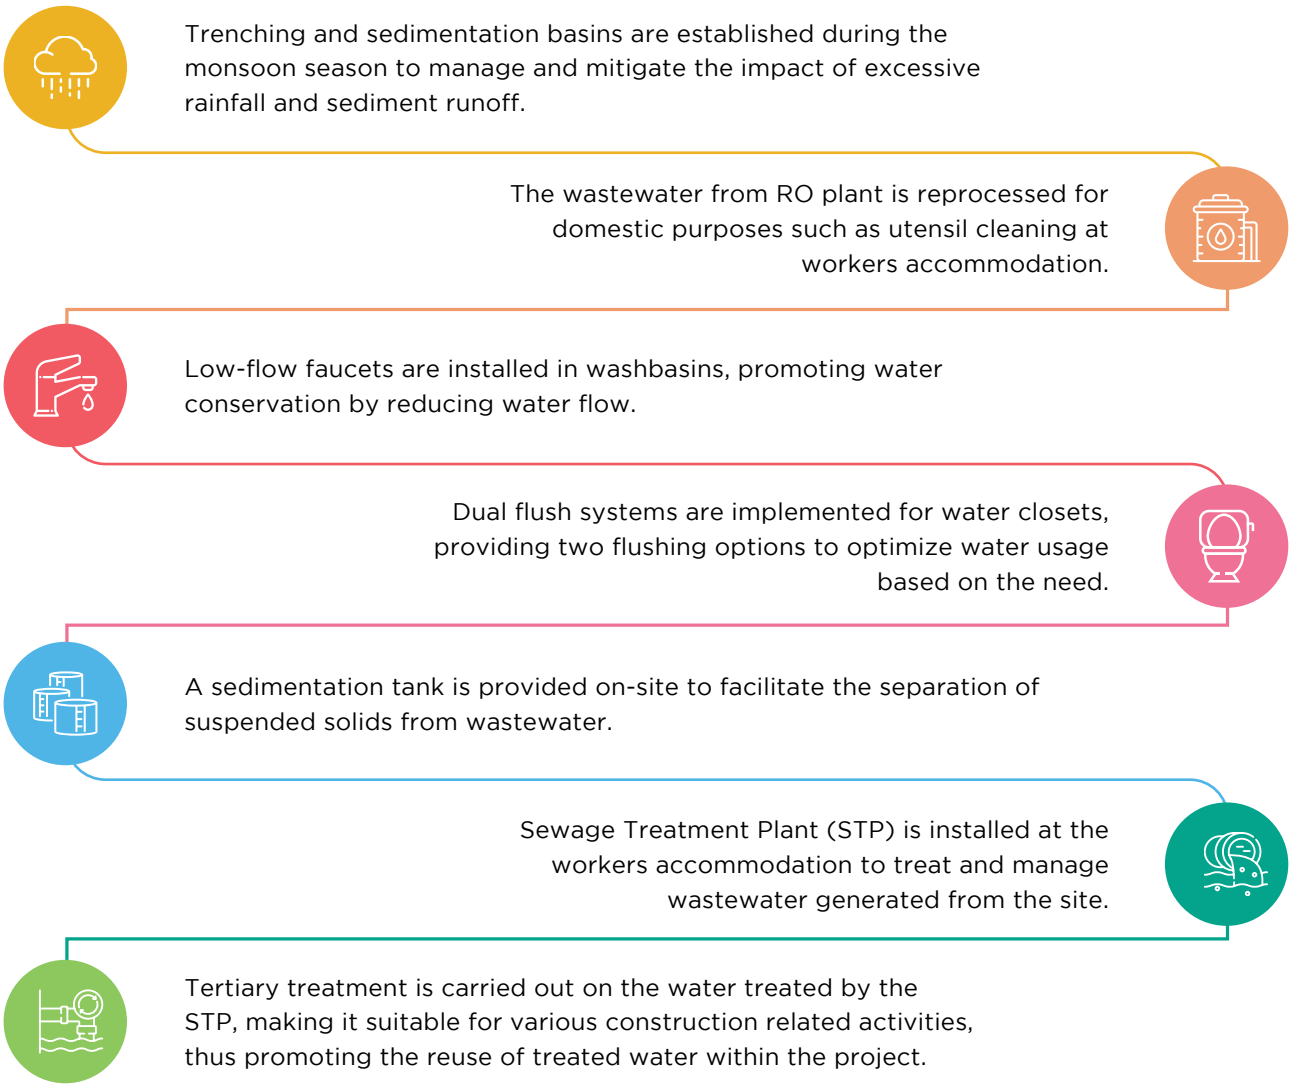 Trenching and sedimentation basins are established during the
monsoon season to manage and mitigate the impact of excessive
rainfall and sediment runoff.
The wastewater from RO plant is reprocessed for
domestic purposes such as utensil cleaning at
workers accommodation.
Low-flow faucets are installed in washbasins, promoting water
conservation by reducing water flow.
Dual flush systems are implemented for water closets,
providing two flushing options to optimize water usage
based on the need.
A sedimentation tank is provided on-site to facilitate the separation of
suspended solids from wastewater.
Sewage Treatment Plant (STP) is installed at the
workers accommodation to treat and manage
wastewater generated from the site.
Tertiary treatment is carried out on the water treated by the
STP, making it suitable for various construction related activities,
thus promoting the reuse of treated water within the project.